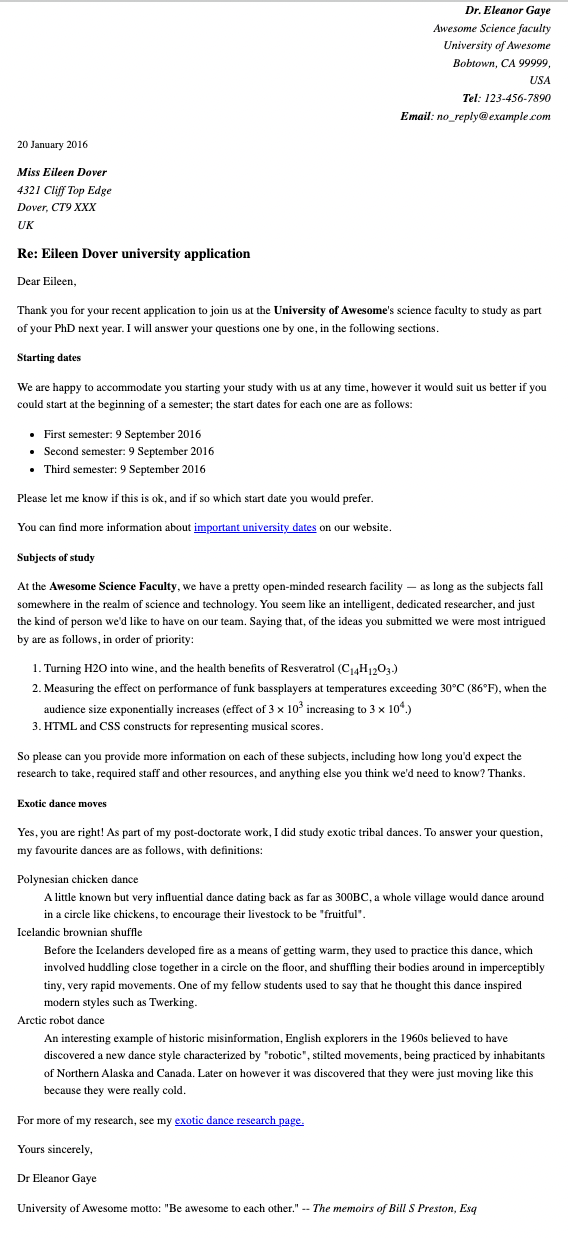 Dr. Eleanor Gaye
Awesome Science faculty
University of Awesome
Bobtown, CA 99999,
USA
Tel: 123-456-7890
Email: no_reply@example.com
20 January 2016
Miss Eileen Dover
4321 Cliff Top Edge
Dover, CT9 XXX
UK
Re: Eileen Dover university application
Dear Eileen,
Thank you for your recent application to join us at the University of Awesome's science faculty to study as part
of your PhD next year. I will answer your questions one by one, in the following sections.
Starting dates
We are happy to accommodate you starting your study with us at any time, however it would suit us better if you
could start at the beginning of a semester; the start dates for each one are as follows:
• First semester: 9 September 2016
• Second semester: 9 September 2016
• Third semester: 9 September 2016
Please let me know if this is ok, and if so which start date you would prefer.
You can find more information about important university dates on our website.
Subjects of study
At the Awesome Science Faculty, we have a pretty open-minded research facility — as long as the subjects fall
somewhere in the realm of science and technology. You seem like an intelligent, dedicated researcher, and just
the kind of person we'd like to have on our team. Saying that, of the ideas you submitted we were most intrigued
by are as follows, in order of priority:
1. Turning H2O into wine, and the health benefits of Resveratrol (C₁₄H₁₂O₃.)
2. Measuring the effect on performance of funk bassplayers at temperatures exceeding 30°C (86°F), when the
audience size exponentially increases (effect of 3 × 10³ increasing to 3 × 10⁴.)
3. HTML and CSS constructs for representing musical scores.
So please can you provide more information on each of these subjects, including how long you'd expect the
research to take, required staff and other resources, and anything else you think we'd need to know? Thanks.
Exotic dance moves
Yes, you are right! As part of my post-doctorate work, I did study exotic tribal dances. To answer your question,
my favourite dances are as follows, with definitions:
Polynesian chicken dance
A little known but very influential dance dating back as far as 300BC, a whole village would dance around
in a circle like chickens, to encourage their livestock to be "fruitful".
Icelandic brownian shuffle
Before the Icelanders developed fire as a means of getting warm, they used to practice this dance, which
involved huddling close together in a circle on the floor, and shuffling their bodies around in imperceptibly
tiny, very rapid movements. One of my fellow students used to say that he thought this dance inspired
modern styles such as Twerking.
Arctic robot dance
An interesting example of historic misinformation, English explorers in the 1960s believed to have
discovered a new dance style characterized by "robotic", stilted movements, being practiced by inhabitants
of Northern Alaska and Canada. Later on however it was discovered that they were just moving like this
because they were really cold.
For more of my research, see my exotic dance research page.
Yours sincerely,
Dr Eleanor Gaye
University of Awesome motto: "Be awesome to each other." -- The memoirs of Bill S Preston, Esq